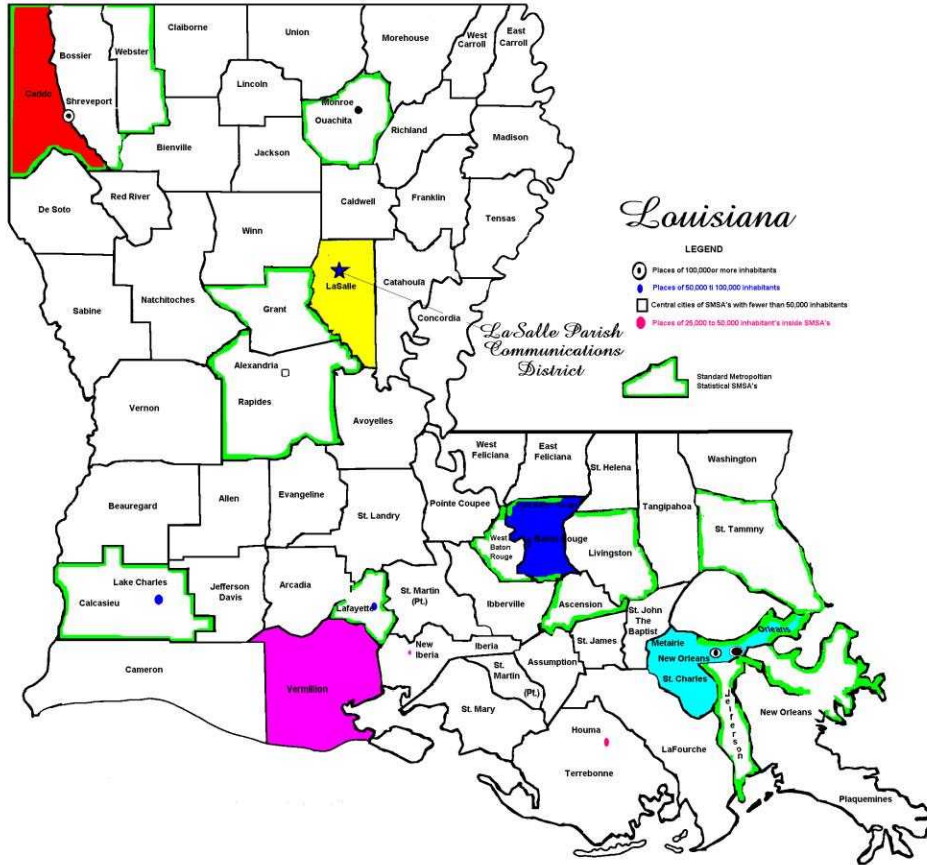 Claiborne
Union
Morehouse
West
Carroll
East
Carroll
Bossier
Webster
Lincoln
Caddo
Shreveport
Monroe
Ouachita
Richland
Madison
Bienville
Jackson
De Soto
Red River
Caldwell
Franklin
Tensas
Winn
LaSalle
Catahoula
Concordia
Natchitoches
Sabine
Grant
Louisiana
LEGEND
Places of 100,000or more inhabitants
Places of 50,000 ti 100,000 inhabitants
Central cities of SMSA's with fewer than 50,000 inhabitants
Places of 25,000 to 50,000 inhabitant's inside SMSA's
LaSalle Parish
Communications
District
Standard Metropoltian
Statistical SMSA's
Alexandria
Rapides
Vernon
Avoyelles
West
Feliciana
East
Feliciana
St. Helena
Washington
Beauregard
Allen
Evangeline
St. Landry
Pointe Coupee
Tangipahoa
St. Tammny
West
Baton
Rouge
Rouge
Livingston
Lake Charles
Calcasieu
Jefferson
Davis
Arcadia
Lafayette
St. Martin
(Pt.)
Ibberville
Ascension
St. John
The
Baptist
St. James
Orleans
Metairie
New Orleans
St. Charles
New
Iberia
Iberia
Assumption
St.
Martin
(Pt.)
Cameron
Vermilion
St. Mary
Jefferson
New Orleans
Houma
Terrebonne
LaFourche
Plaquemines